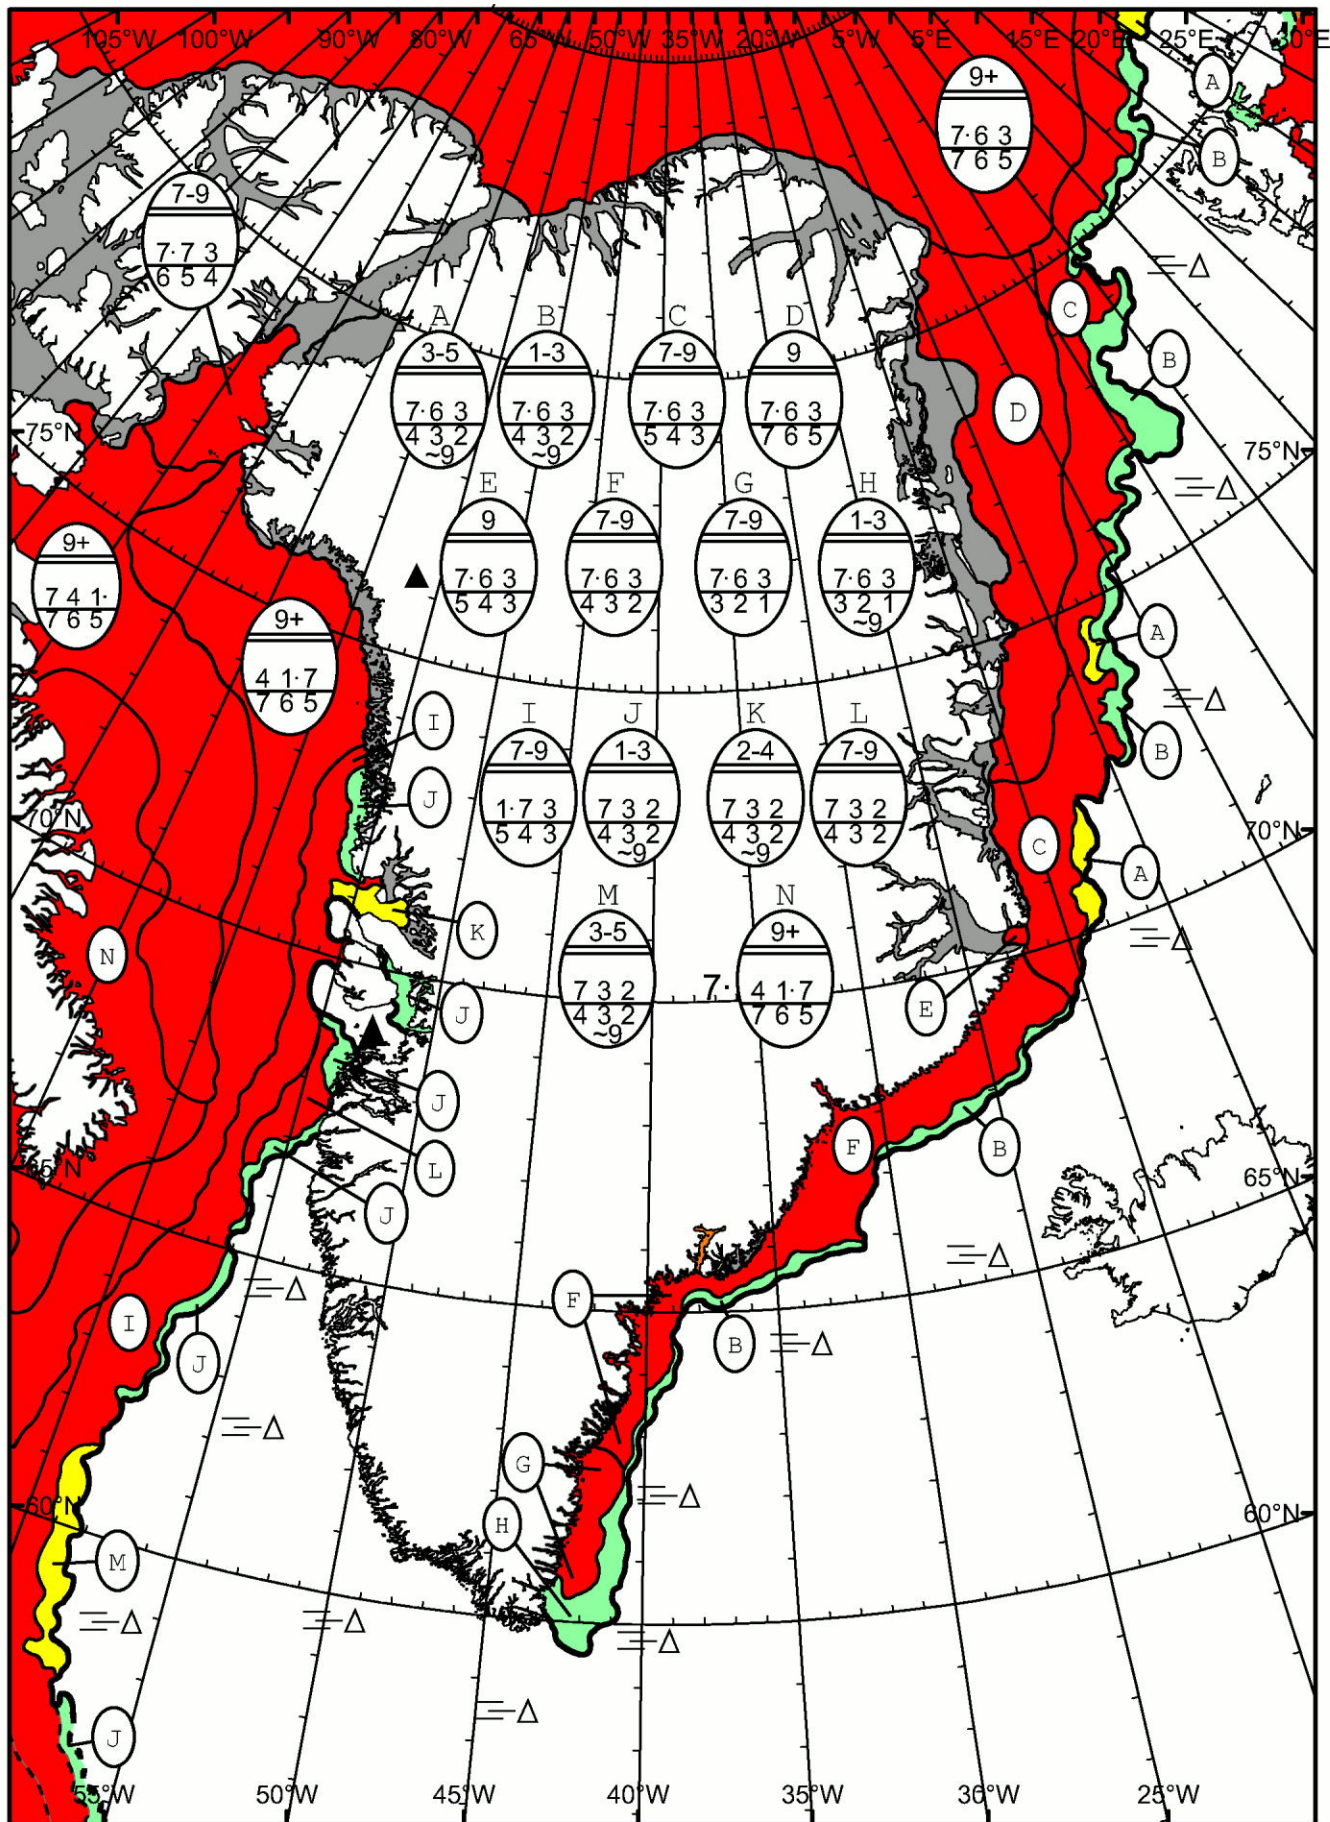 105°W 100°W 90°W 80°W 65°W 50°W 35°W 20°W 5°W 5°E 15°E 20°E 25°E 30°E
9+
7·6 3
7 6 5
A
B
7-9
7·7 3
6 5 4
C
B
D
A B C D
3-5 1-3 7-9 9
7·6 3 7·6 3 7·6 3 7·6 3
4 3 2 4 3 2 5 4 3 7 6 5
~9 ~9
75°N
75°N
E F G H
9 7-9 7-9 1-3
7·6 3 7·6 3 7·6 3 7·6 3
5 4 3 4 3 2 3 2 1 3 2 1
~9
9+
7 4 1·
7 6 5
9+
4 1·7
7 6 5
A
B
I
J
I J K L
7-9 1-3 2-4 7-9
1·7 3 7 3 2 7 3 2 7 3 2
5 4 3 4 3 2 4 3 2 4 3 2
~9 ~9
70°N
70°N
C
A
K
N
M N
3-5 9+
7 3 2 7· 4 1·7
4 3 2 7 6 5
~9
E
J
J
L
F
B
65°N
65°N
J
F
I
J
B
G
60°N
60°N
H
M
J
55°W 50°W 45°W 40°W 35°W 30°W 25°W